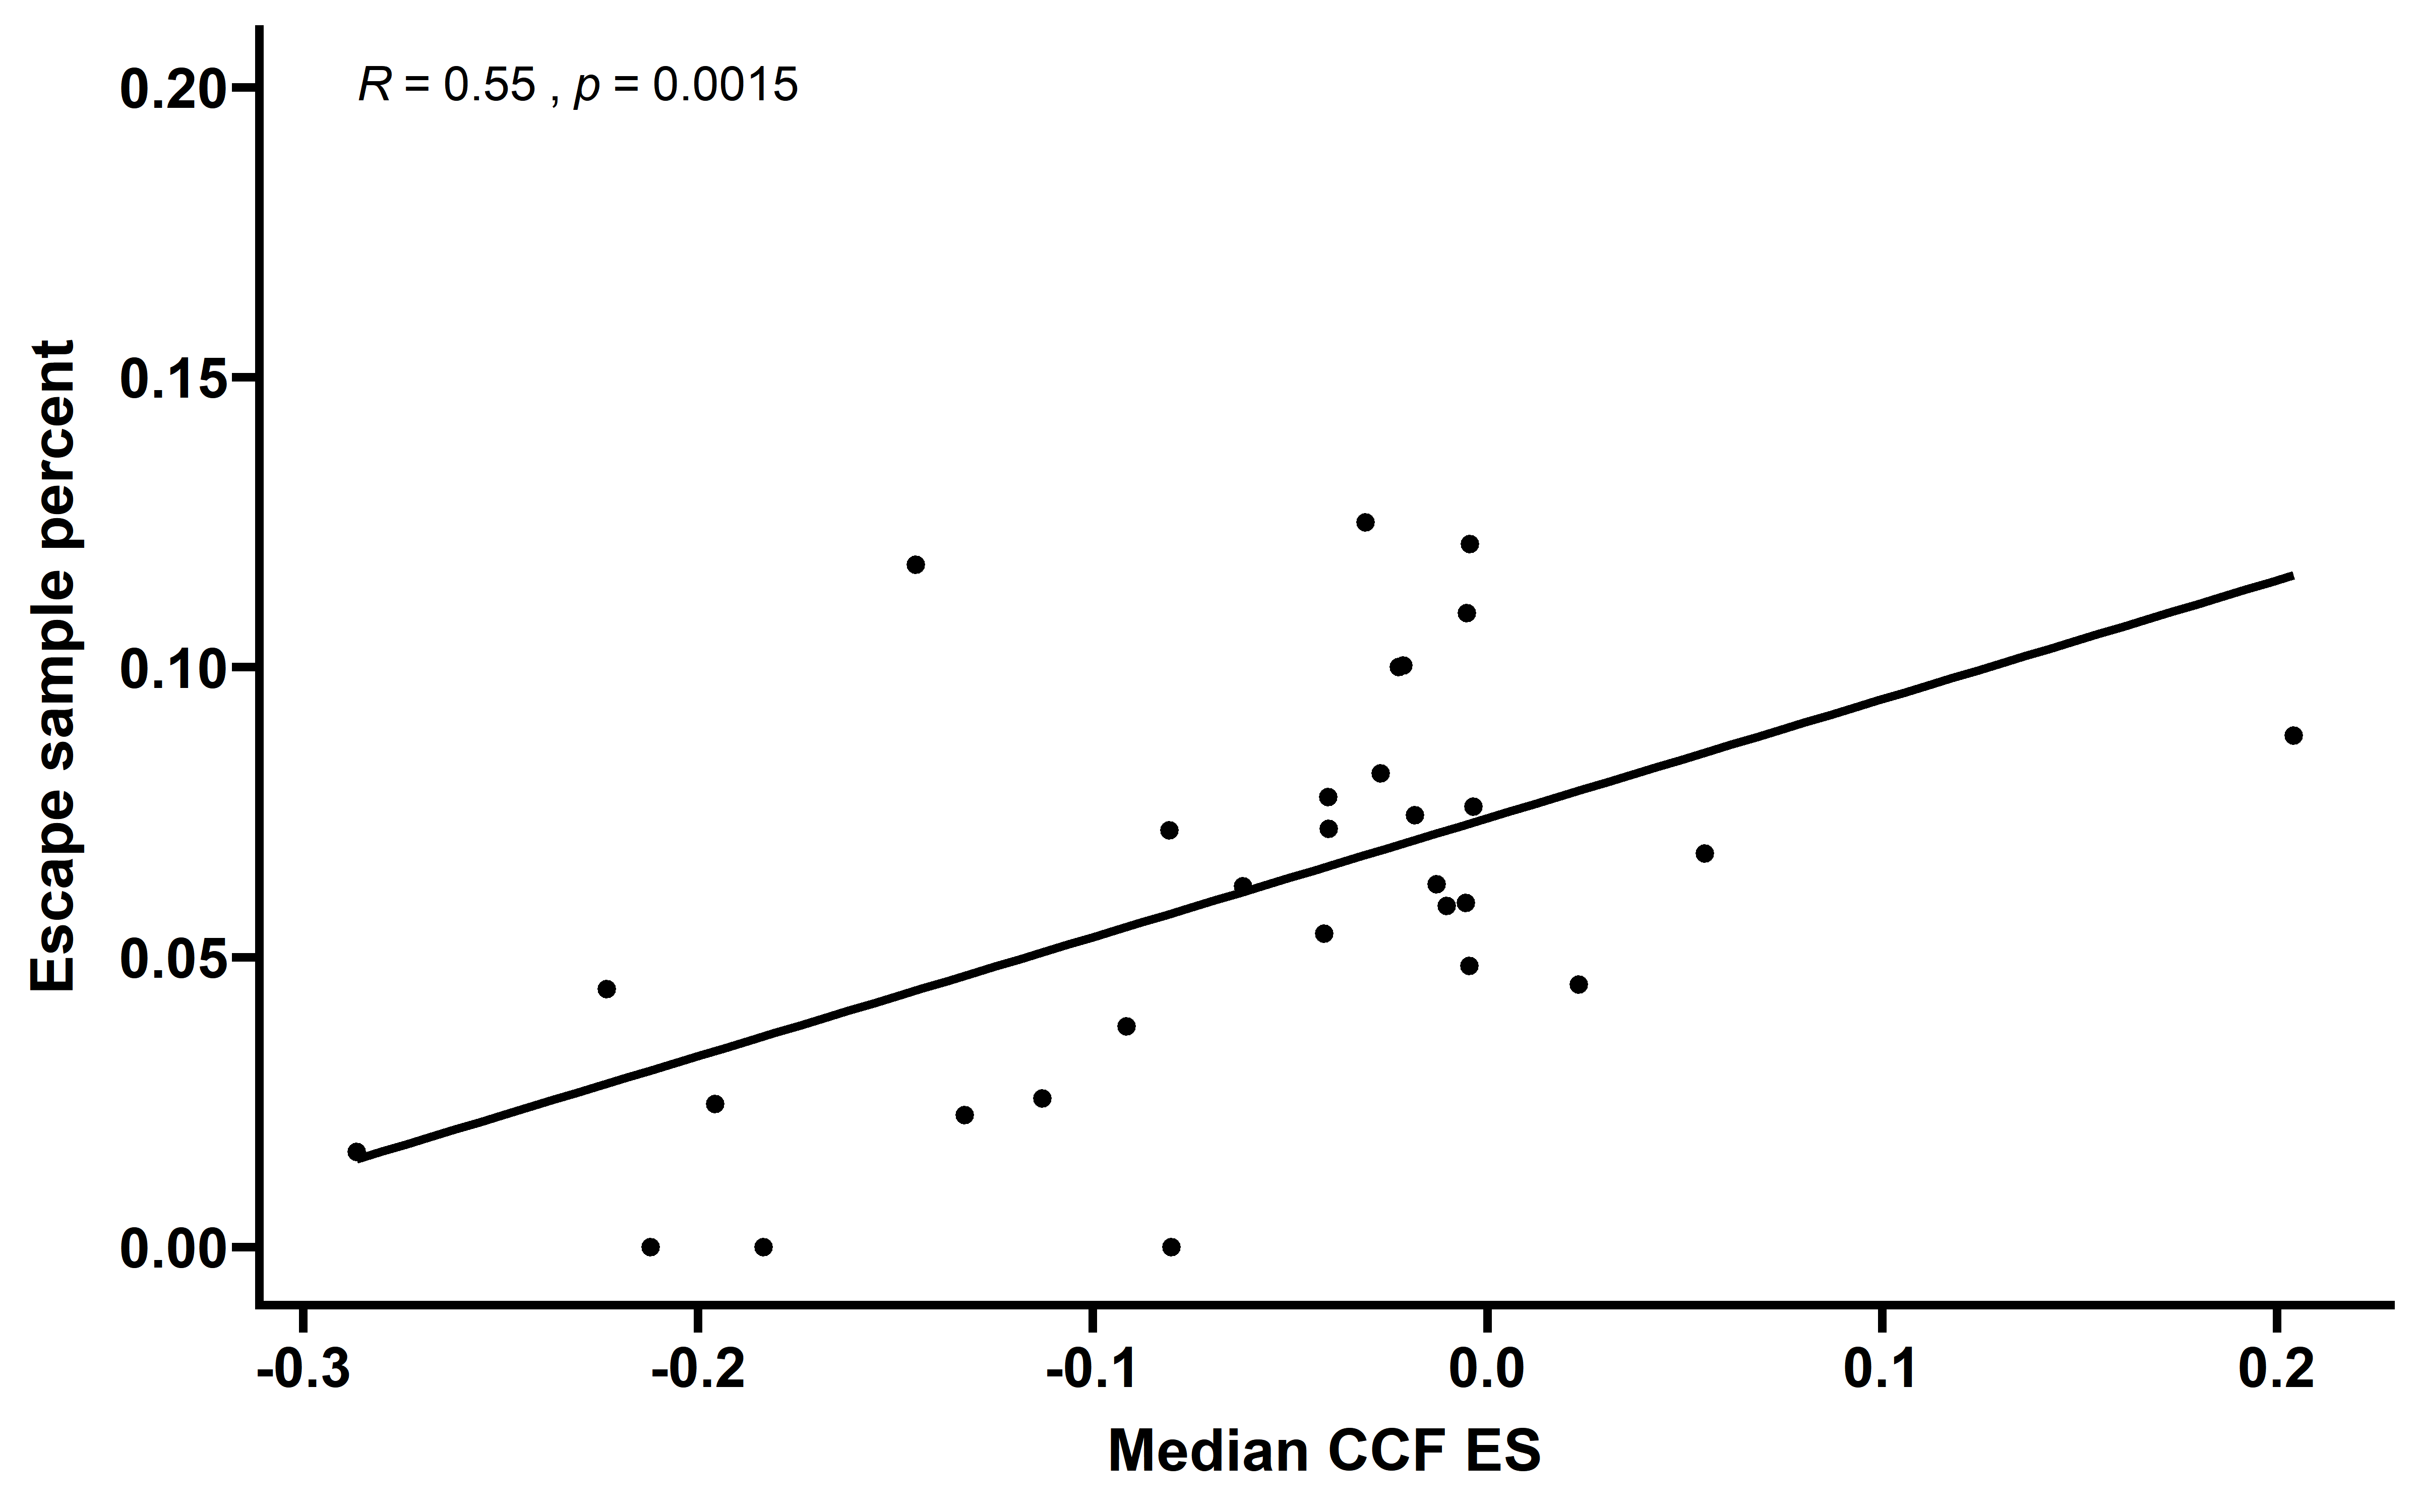 R = 0.55 , p = 0.0015
0.20
0.15
0.10
0.05
0.00
Escape sample percent
-0.3 -0.2 -0.1 0.0 0.1 0.2
Median CCF ES